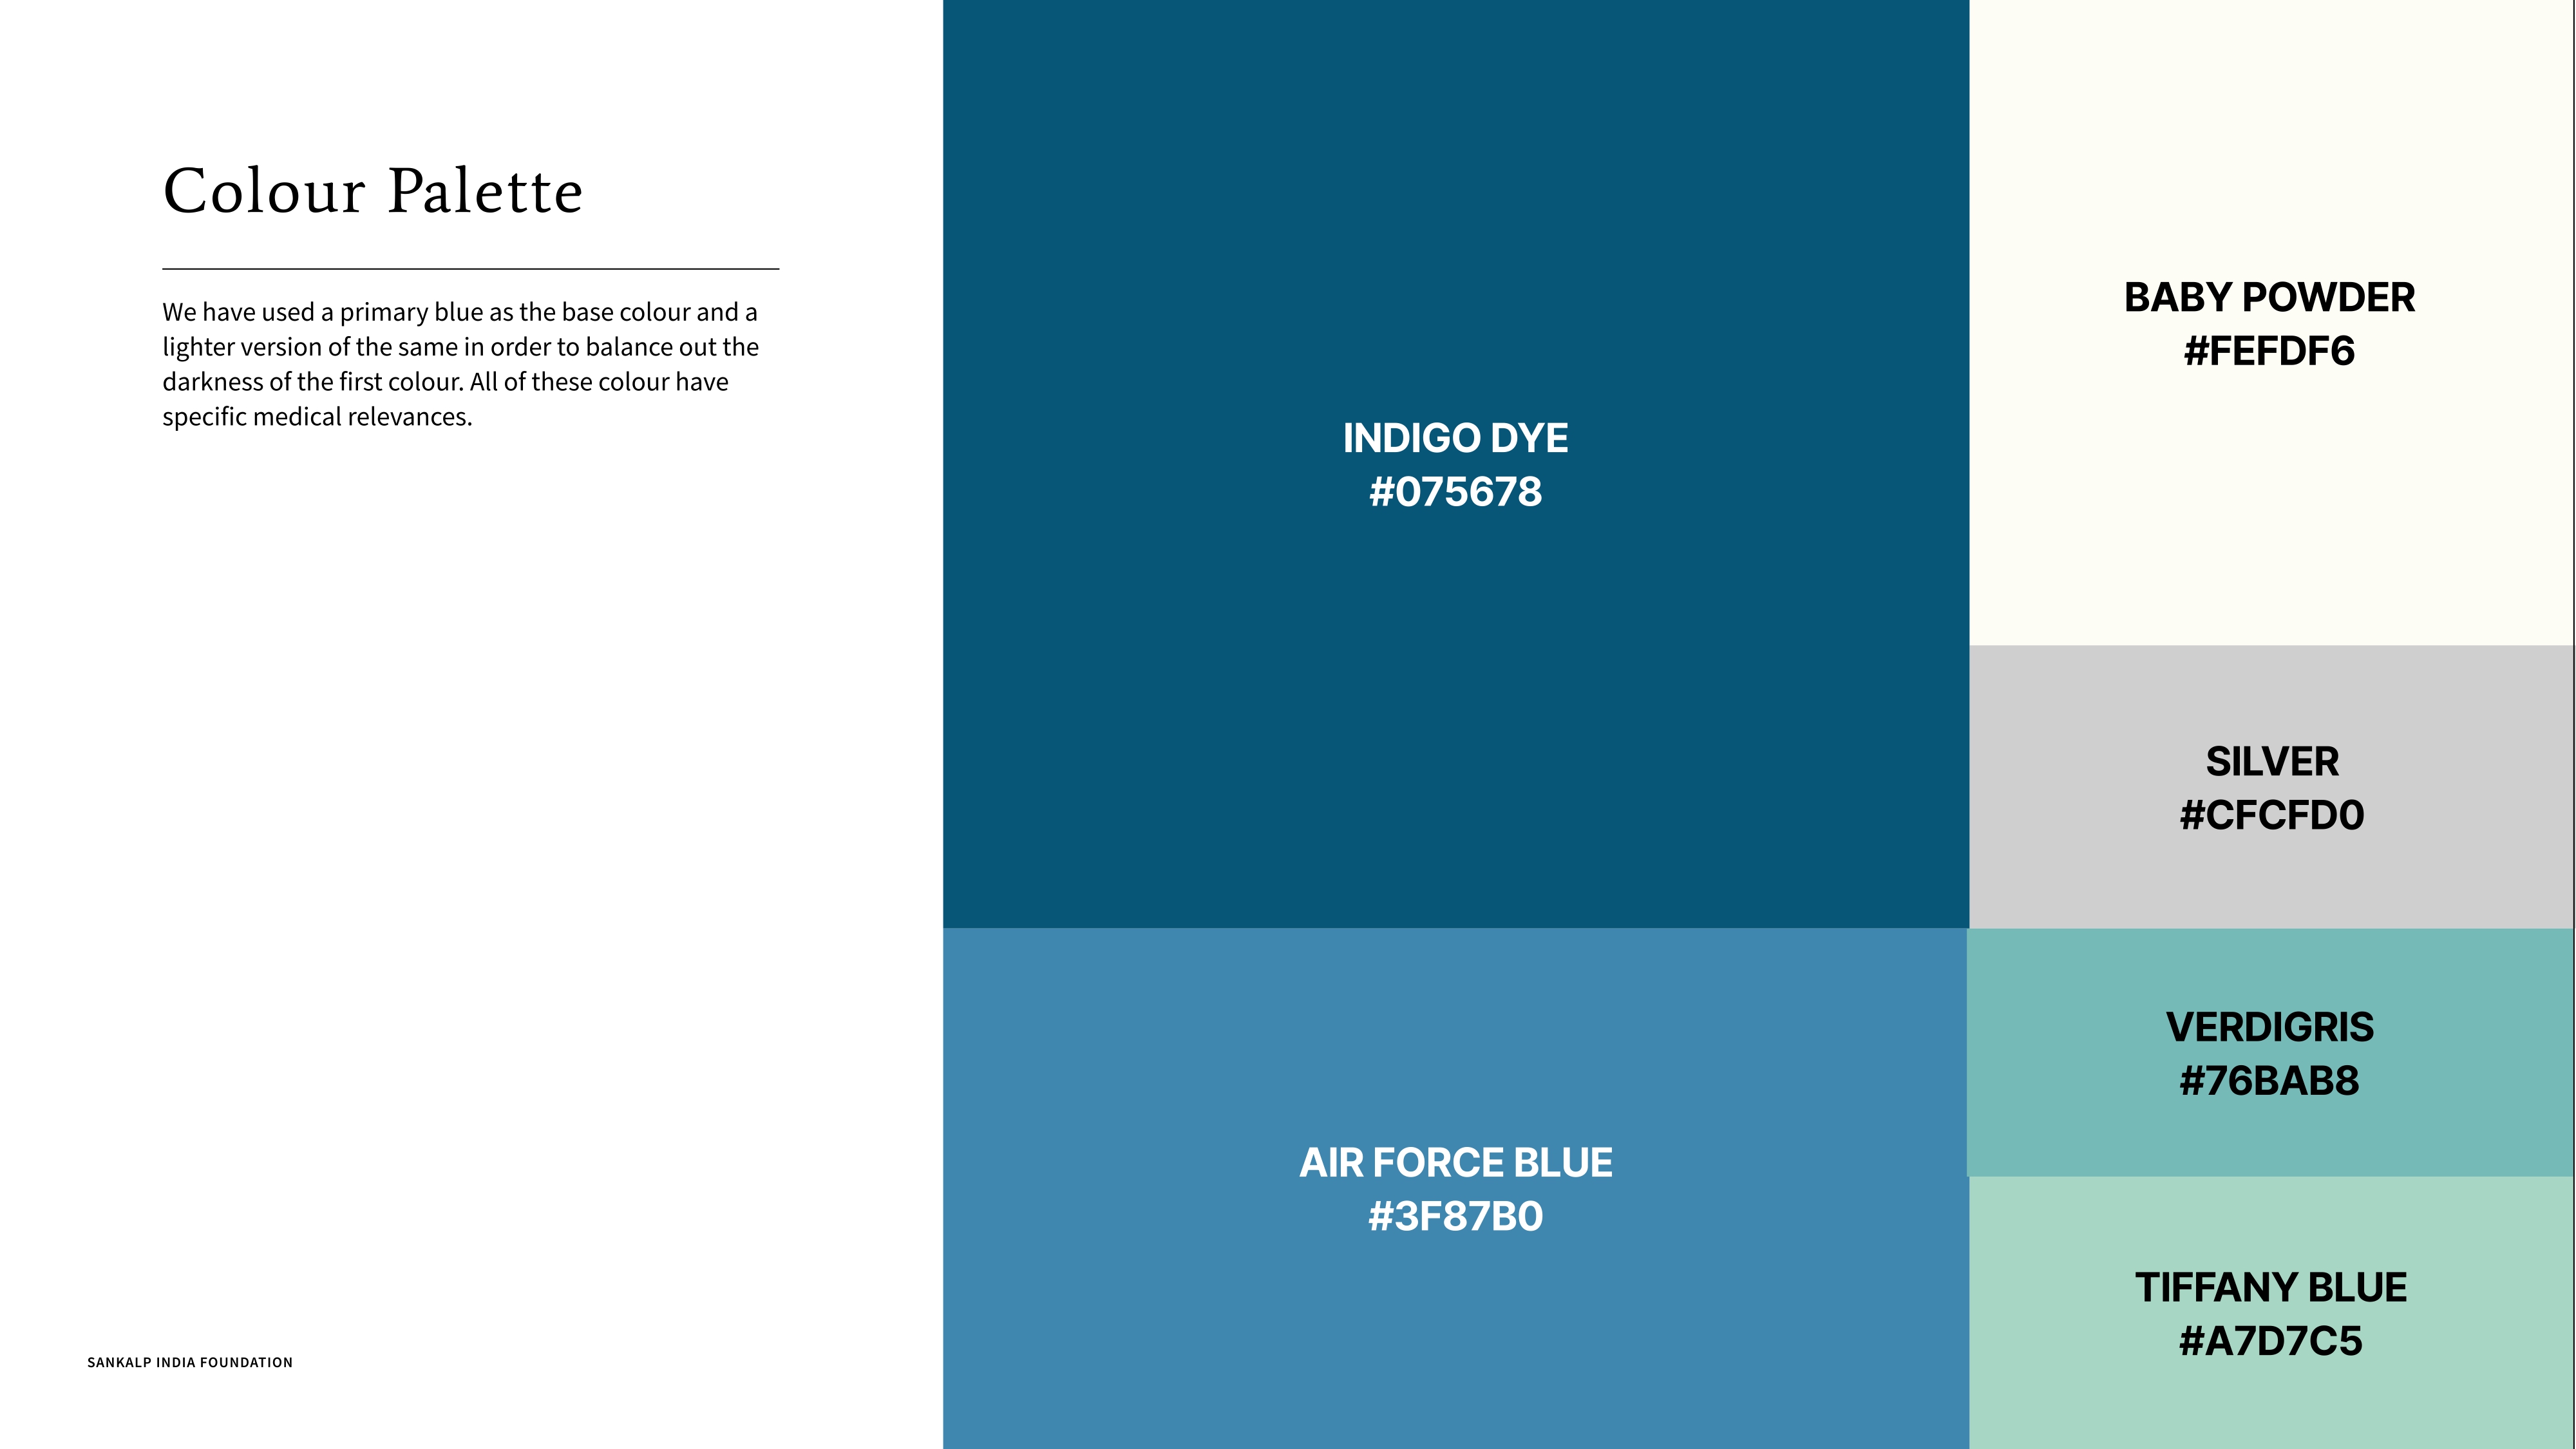 Colour Palette
We have used a primary blue as the base colour and a
lighter version of the same in order to balance out the
darkness of the first colour. All of these colour have
specific medical relevances.
SANKALP INDIA FOUNDATION
INDIGO DYE
#075678
AIR FORCE BLUE
#3F87B0
BABY POWDER
#FEFDF6
SILVER
#CFCFD0
VERDIGRIS
#76BAB8
TIFFANY BLUE
#A7D7C5